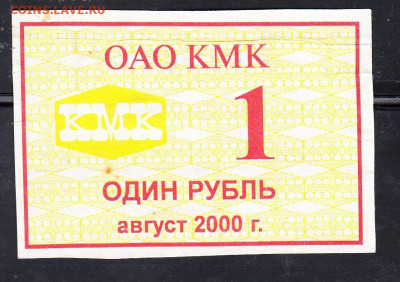 COINS.LAVE.RU
ОАО КМК
КМК
1
ОДИН РУБЛЬ
август 2000 г.